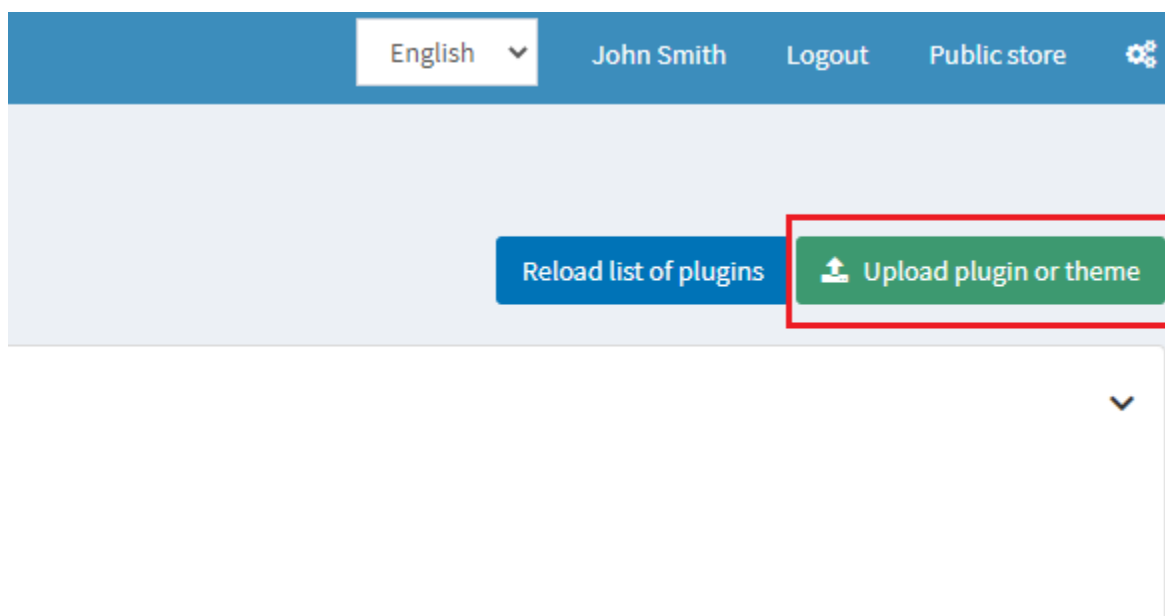 English John Smith Logout Public store
Reload list of plugins Upload plugin or theme